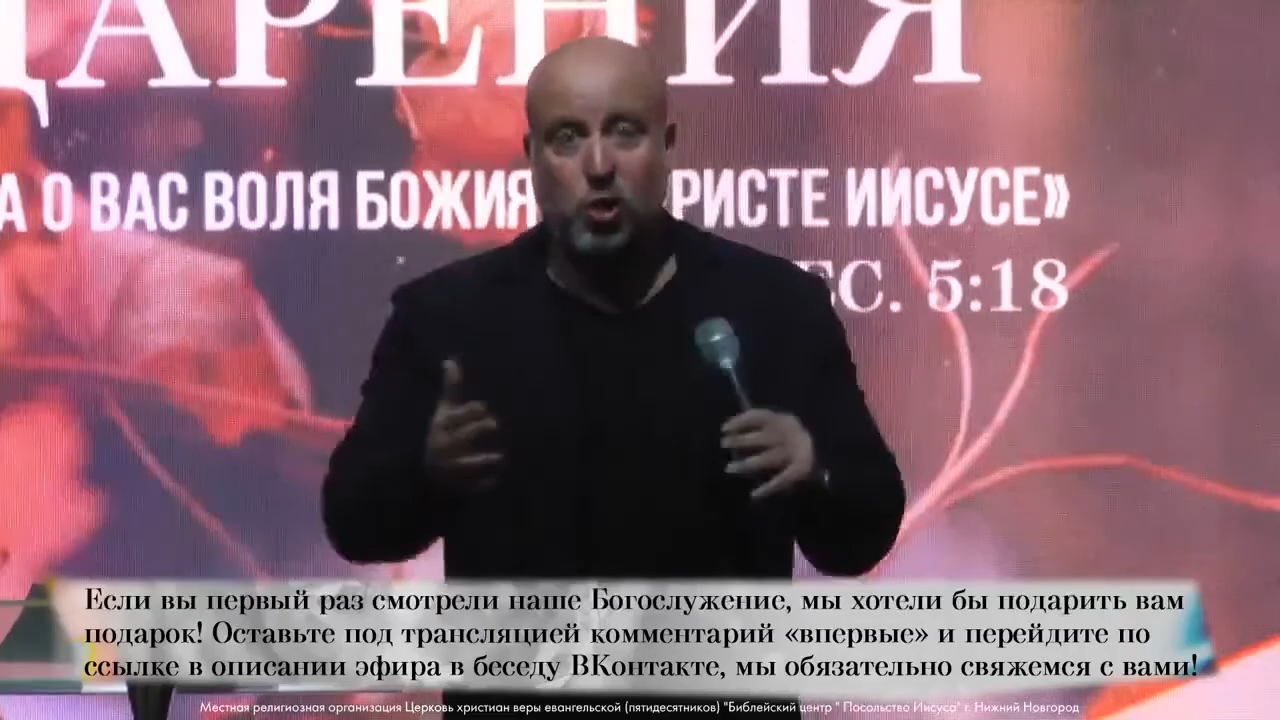 ДАРЕНИЯ
А О ВАС ВОЛЯ БОЖИЯ РИСТЕ ИИСУСЕ»
ЕС. 5:18
Если вы первый раз смотрели наше Богослужение, мы хотели бы подарить вам
подарок! Оставьте под трансляцией комментарий «впервые» и перейдите по
ссылке в описании эфира в беседу ВКонтакте, мы обязательно свяжемся с вами!
Местная религиозная организация Церковь христиан веры евангельской (пятидесятников) "Библейский центр " Посольство Иисуса" г. Нижний Новгород